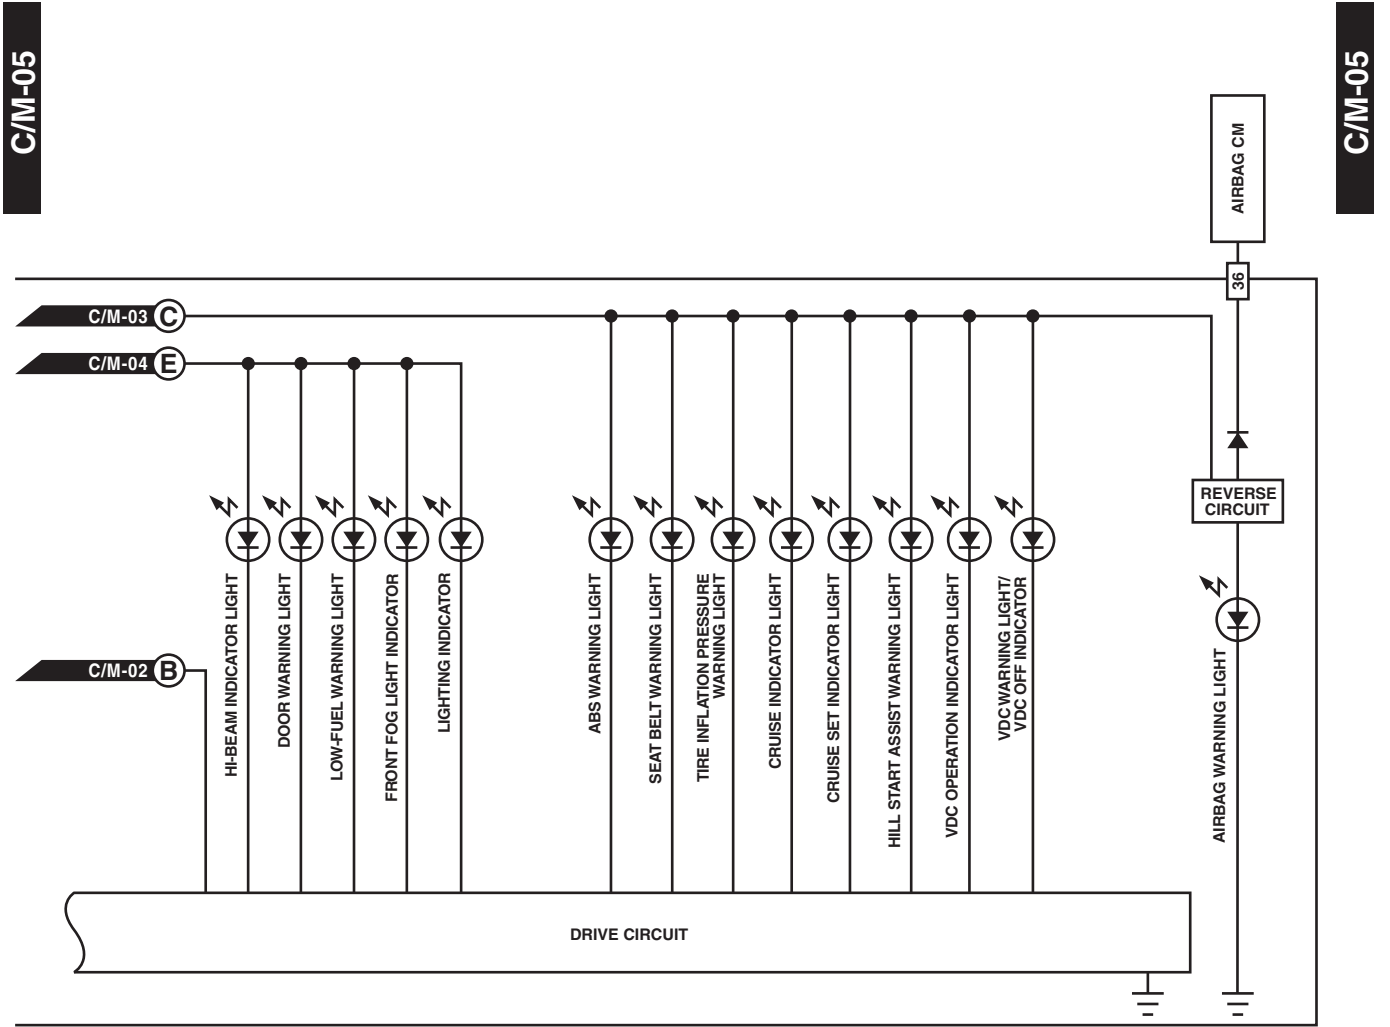 C/M-05
C/M-05
AIRBAG CM
36
C/M-03 C
C/M-04 E
REVERSE
CIRCUIT
C/M-02 B
HI-BEAM INDICATOR LIGHT
DOOR WARNING LIGHT
LOW-FUEL WARNING LIGHT
FRONT FOG LIGHT INDICATOR
LIGHTING INDICATOR
ABS WARNING LIGHT
SEAT BELT WARNING LIGHT
TIRE INFLATION PRESSURE
WARNING LIGHT
CRUISE INDICATOR LIGHT
CRUISE SET INDICATOR LIGHT
HILL START ASSIST WARNING LIGHT
VDC OPERATION INDICATOR LIGHT
VDC WARNING LIGHT/
VDC OFF INDICATOR
AIRBAG WARNING LIGHT
DRIVE CIRCUIT